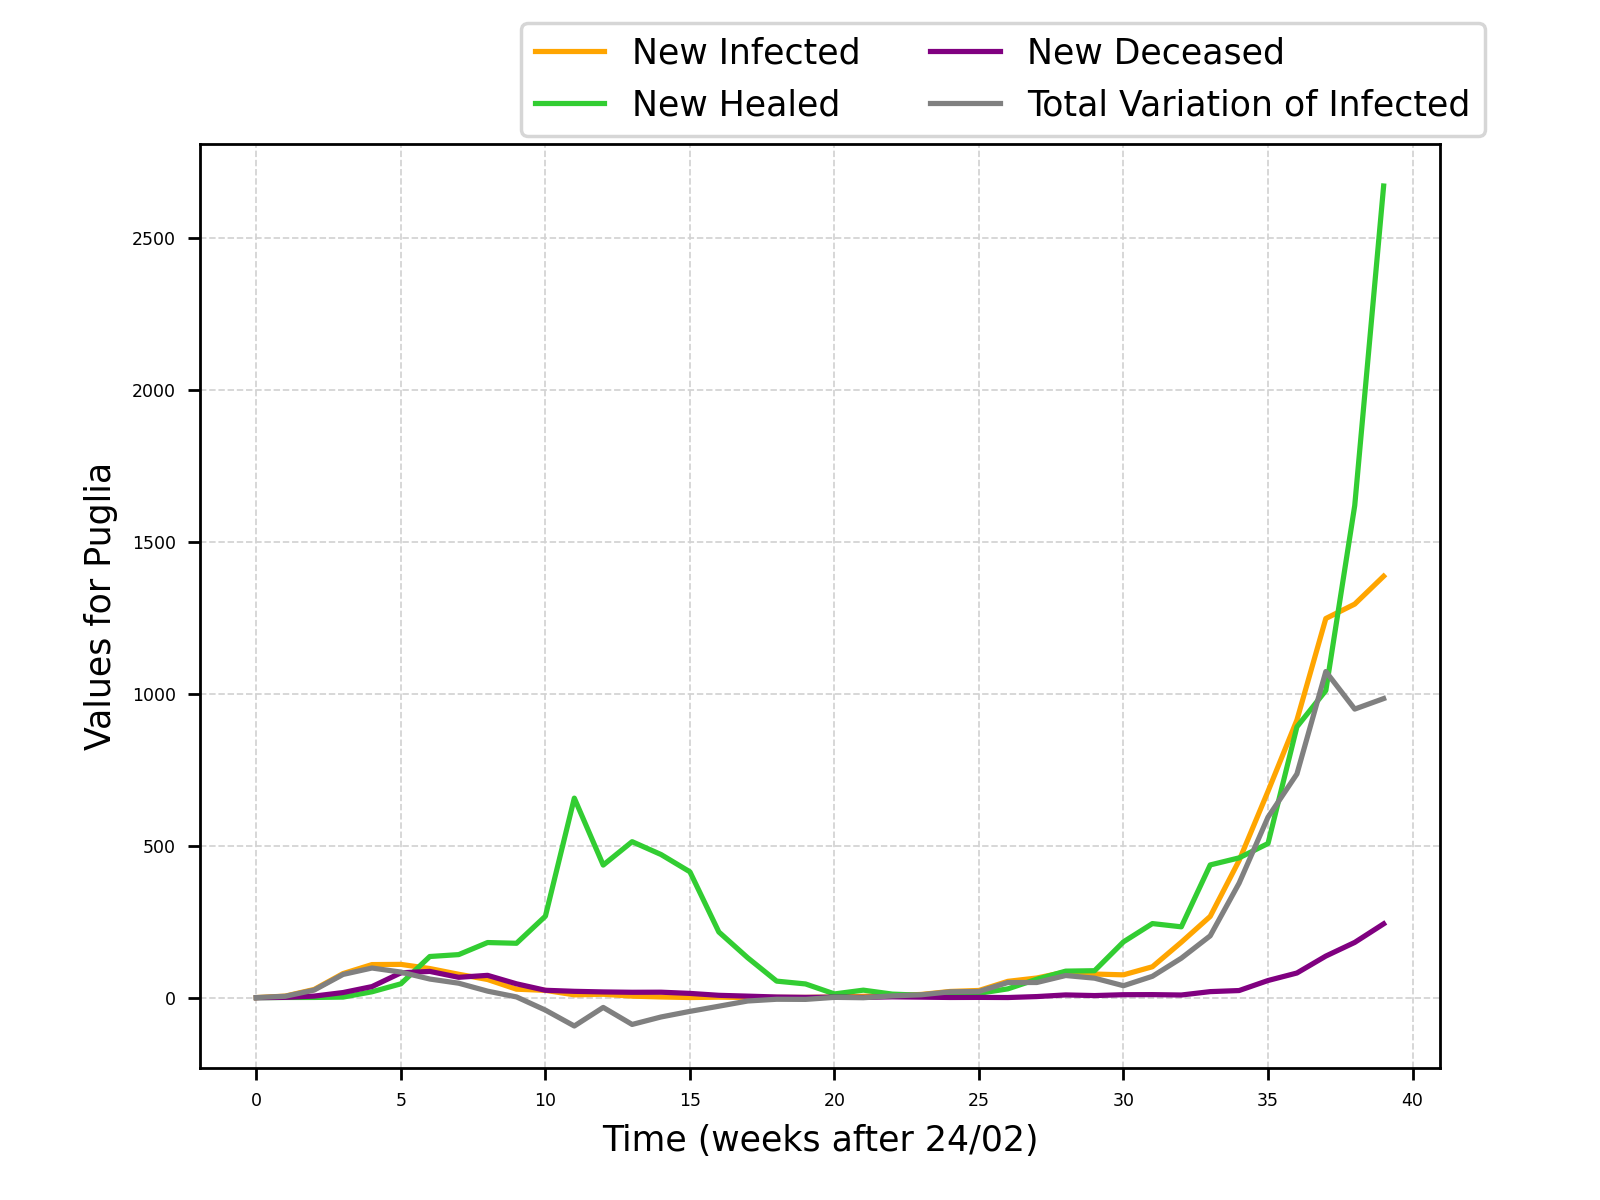 New Infected
New Deceased
New Healed
Total Variation of Infected
2500
2000
1500
1000
500
0
Values for Puglia
0 5 10 15 20 25 30 35 40
Time (weeks after 24/02)